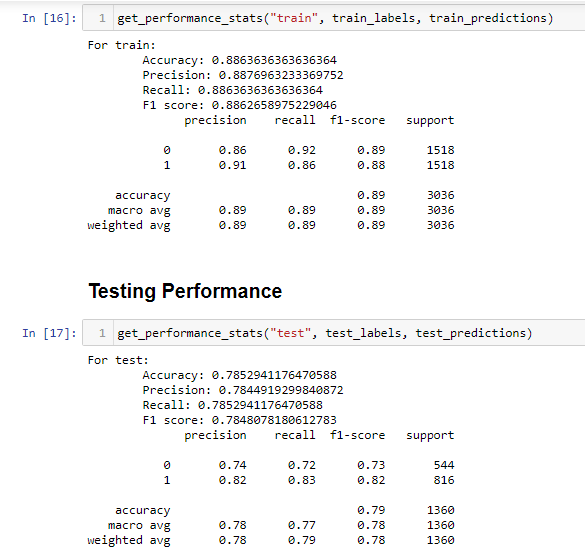 In [16]: 1 get_performance_stats("train", train_labels, train_predictions)
For train:
Accuracy: 0.8863636363636364
Precision: 0.8876963233369752
Recall: 0.8863636363636364
F1 score: 0.8862658975229046
precision recall f1-score support
0 0.86 0.92 0.89 1518
1 0.91 0.86 0.88 1518
accuracy 0.89 3036
macro avg 0.89 0.89 0.89 3036
weighted avg 0.89 0.89 0.89 3036
Testing Performance
In [17]: 1 get_performance_stats("test", test_labels, test_predictions)
For test:
Accuracy: 0.7852941176470588
Precision: 0.7844919299840872
Recall: 0.7852941176470588
F1 score: 0.7848078180612783
precision recall f1-score support
0 0.74 0.72 0.73 544
1 0.82 0.83 0.82 816
accuracy 0.79 1360
macro avg 0.78 0.77 0.78 1360
weighted avg 0.78 0.79 0.78 1360